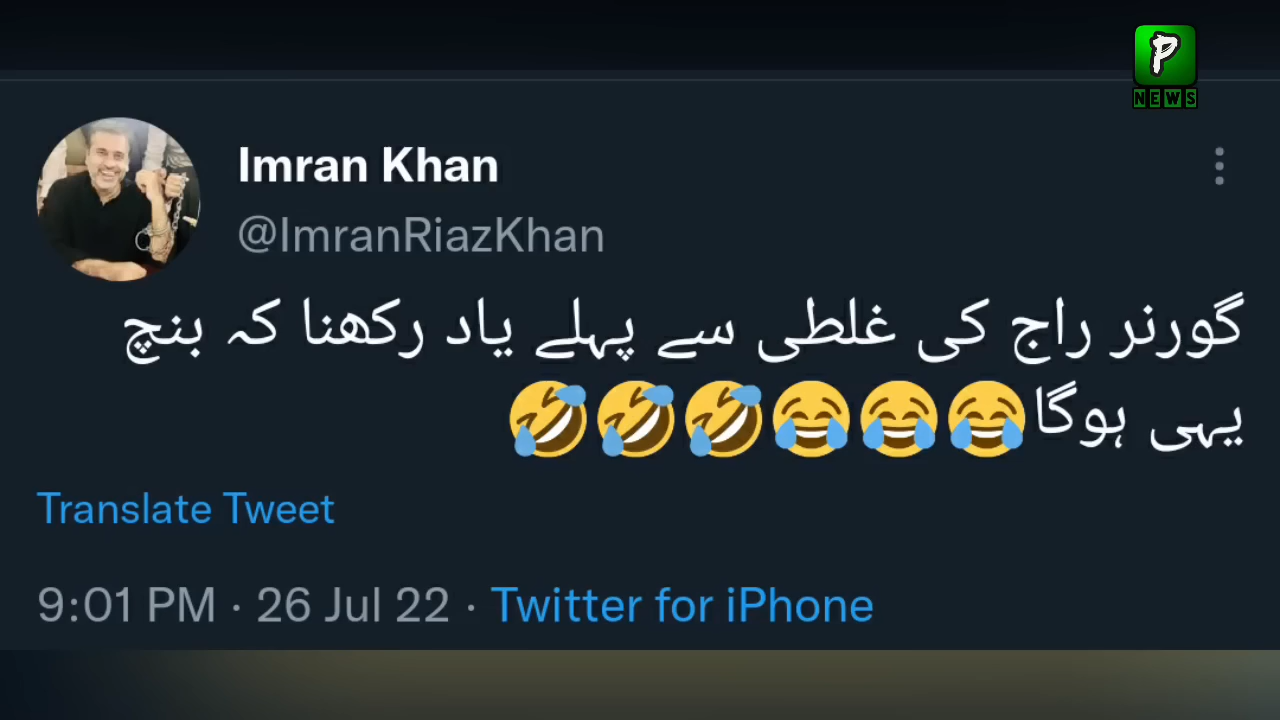 P
NEWS
Imran Khan
@ImranRiazKhan
گورنر راج کی غلطی سے پہلے یاد رکھنا کہ بنچ
یہی ہوگا😂😂😂🤣🤣🤣
Translate Tweet
9:01 PM · 26 Jul 22 · Twitter for iPhone